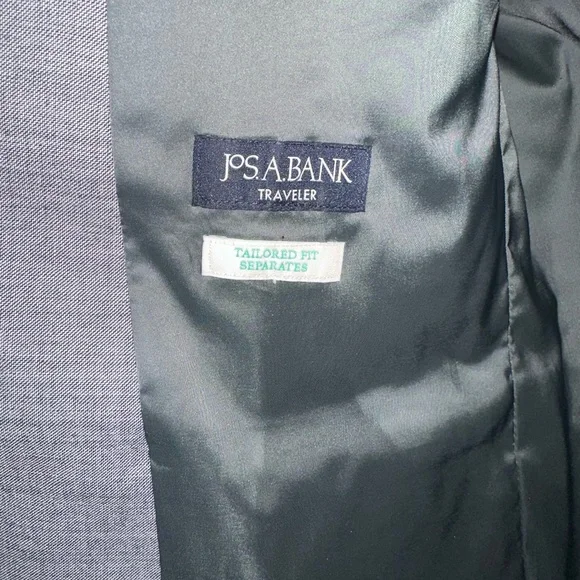 JOS. A. BANK
TRAVELER
TAILORED FIT
SEPARATES